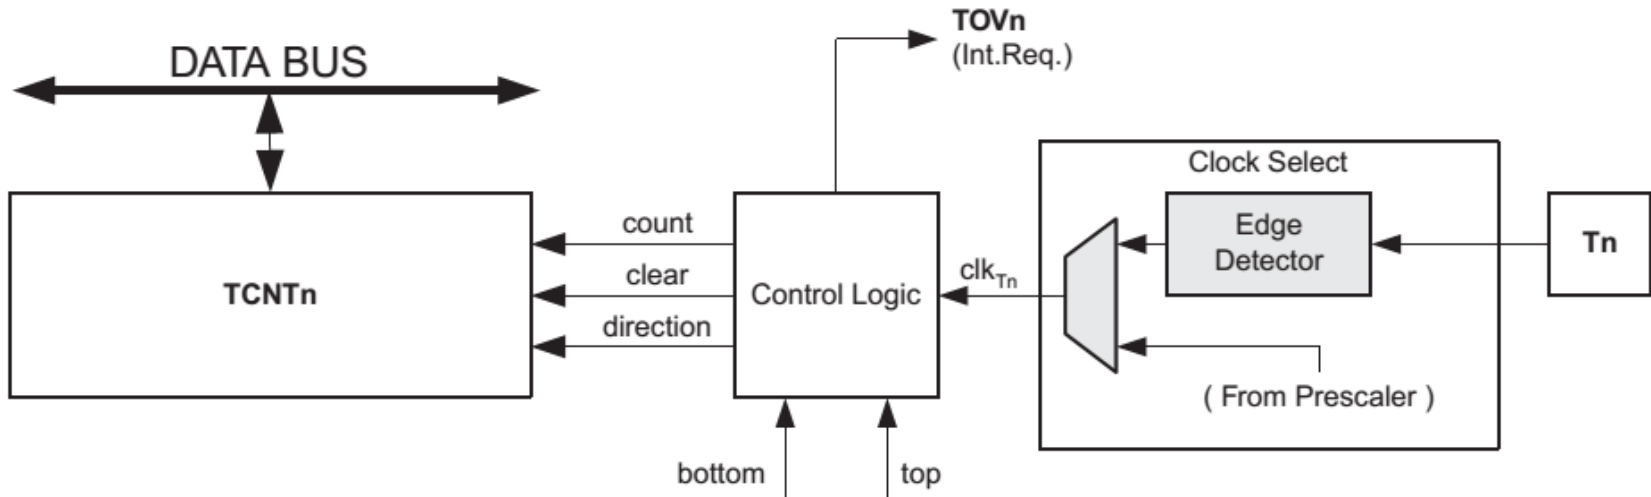 DATA BUS
TOVn
(Int.Req.)
Clock Select
count
clear
direction
TCNTn
Control Logic
clkTn
Edge
Detector
Tn
( From Prescaler )
bottom
top